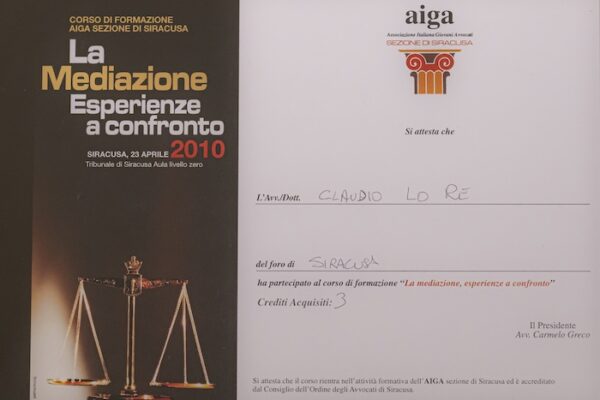 CORSO DI FORMAZIONE
AIGA SEZIONE DI SIRACUSA
La
Mediazione
Esperienze
a confronto
SIRACUSA, 23 APRILE 2010
Tribunale di Siracusa Aula livello zero
aiga
Associazione Italiana Giovani Avvocati
SEZIONE DI SIRACUSA
Si attesta che
L'Avv./Dott. CLAUDIO LO RE
del foro di SIRACUSA
ha partecipato al corso di formazione “La mediazione, esperienze a confronto”
Crediti Acquisiti: 3
Il Presidente
Avv. Carmelo Greco
Si attesta che il corso rientra nell'attività formativa dell'AIGA sezione di Siracusa ed è accreditato
dal Consiglio dell'Ordine degli Avvocati di Siracusa.